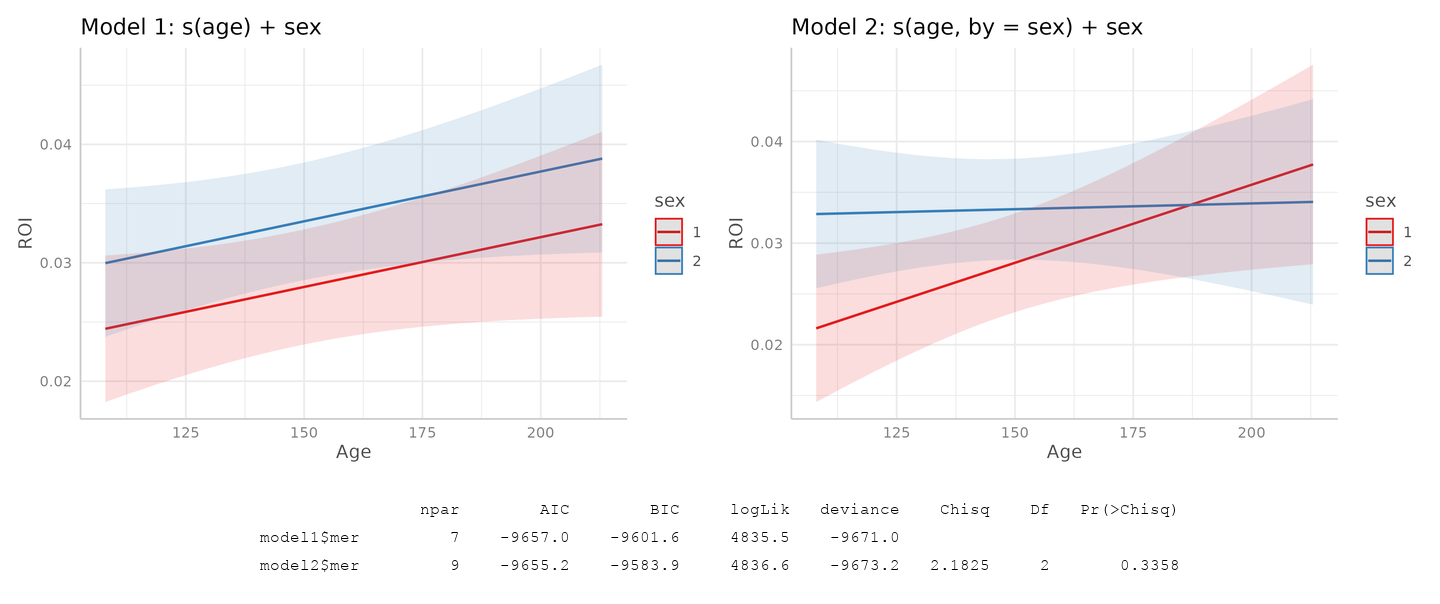 Model 1: s(age) + sex
0.04
0.03
0.02
ROI
125 150 175 200
Age
sex
1
2
Model 2: s(age, by = sex) + sex
0.04
0.03
0.02
ROI
125 150 175 200
Age
sex
1
2
npar AIC BIC logLik deviance Chisq Df Pr(>Chisq)
model1$mer 7 -9657.0 -9601.6 4835.5 -9671.0
model2$mer 9 -9655.2 -9583.9 4836.6 -9673.2 2.1825 2 0.3358